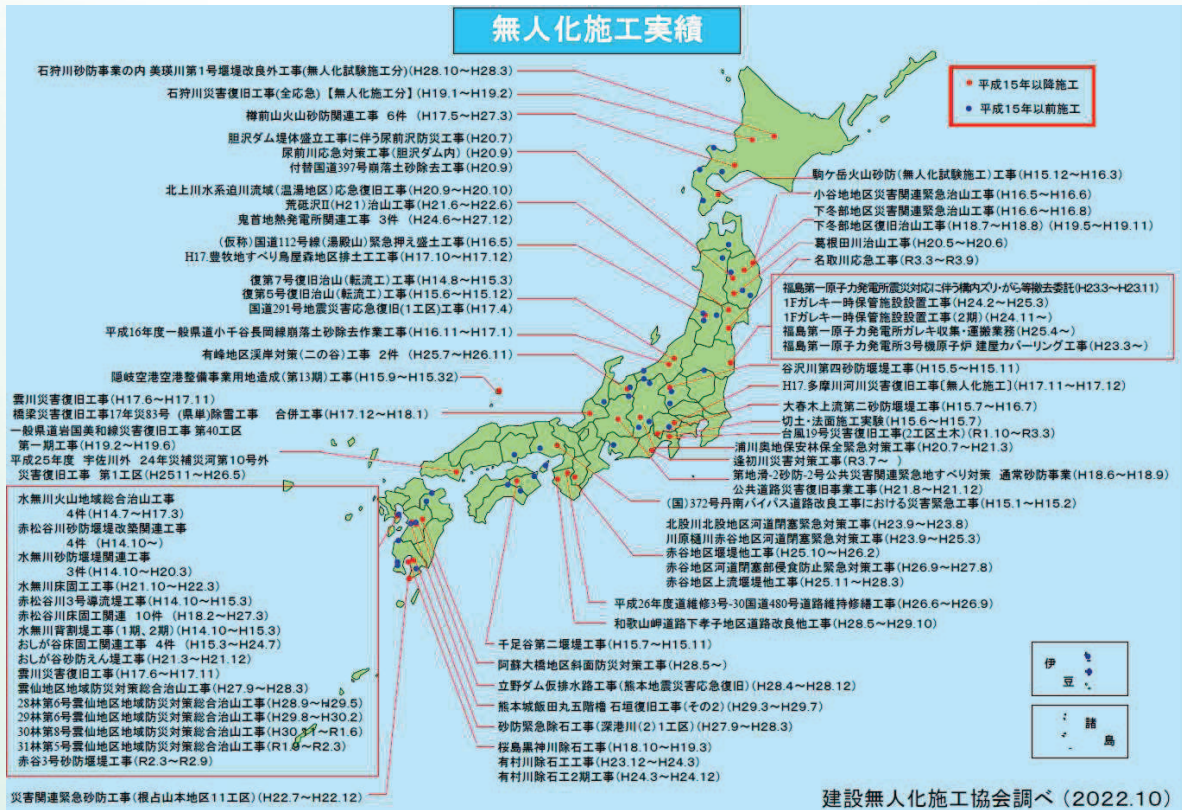 無人化施工実績
石狩川砂防事業の内 美瑛川第1号堰堤改良外工事(無人化試験施工分)(H28.10～H28.3)
石狩川災害復旧工事(全応急)【無人化施工分】(H19.1～H19.2)
樽前山火山砂防関連工事 6件 (H17.5～H27.3)
胆沢ダム堤体盛立工事に伴う尿前沢防災工事(H20.7)
尿前川応急対策工事(胆沢ダム内)(H20.9)
付替国道397号崩落土砂除去工事(H20.9)
北上川水系迫川流域(温湯地区)応急復旧工事(H20.9～H20.10)
荒砥沢Ⅱ(H21)治山工事(H21.6～H22.6)
鬼首地熱発電所関連工事 3件 (H24.6～H27.12)
(仮称)国道112号線(湯殿山)緊急押え盛土工事(H16.5)
H17.豊牧地すべり鳥屋森地区排土工工事(H17.10～H17.12)
復第7号復旧治山(転流工)工事(H14.8～H15.3)
復第5号復旧治山(転流工)工事(H15.6～H15.12)
国道291号地震災害応急復旧(1工区)工事(H17.4)
平成16年度一般県道小千谷長岡線崩落土砂除去作業工事(H16.11～H17.1)
有峰地区渓岸対策(二の谷)工事 2件 (H25.7～H26.11)
隠岐空港空港整備事業用地造成(第13期)工事(H15.9～H15.32)
雲川災害復旧工事(H17.6～H17.11)
橋梁災害復旧工事17年災83号 (県単)除雪工事 合併工事(H17.12～H18.1)
一般県道岩国美和線災害復旧工事 第40工区
第一期工事(H19.2～H19.6)
平成25年度 宇佐川外 24年災補災河第10号外
災害復旧工事 第1工区(H2511～H26.5)
水無川火山地域総合治山工事
4件(H14.7～H17.3)
赤松谷川砂防堰堤改築関連工事
4件 (H14.10～)
水無川砂防堰堤関連工事
3件(H14.10～H20.3)
水無川床固工工事(H21.10～H22.3)
赤松谷川3号導流堤工事(H14.10～H15.3)
赤松谷川床固工関連 10件 (H18.2～H27.3)
水無川背割堤工事(1期、2期)(H14.10～H15.3)
おしが谷床固工関連工事 4件 (H15.3～H24.7)
おしが谷砂防えん堤工事(H21.3～H21.12)
雲川災害復旧工事(H17.6～H17.11)
雲仙地区地域防災対策総合治山工事(H27.9～H28.3)
28林第6号雲仙地区地域防災対策総合治山工事(H28.9～H29.5)
29林第6号雲仙地区地域防災対策総合治山工事(H29.8～H30.2)
30林第8号雲仙地区地域防災対策総合治山工事(H30.11～R1.6)
31林第5号雲仙地区地域防災対策総合治山工事(R1.9～R2.3)
赤谷3号砂防堰堤工事(R2.3～R2.9)
災害関連緊急砂防工事(根占山本地区11工区)(H22.7～H22.12)
平成15年以降施工
平成15年以前施工
駒ケ岳火山砂防(無人化試験施工)工事(H15.12～H16.3)
小谷地地区災害関連緊急治山工事(H16.5～H16.6)
下冬部地区災害関連緊急治山工事(H16.6～H16.8)
下冬部地区復旧治山工事(H18.7～H18.8) (H19.5～H19.11)
葛根田川治山工事(H20.5～H20.6)
名取川応急工事(R3.3～R3.9)
福島第一原子力発電所震災対応に伴う構内ズリ・がら等撤去委託(H23.3～H23.11)
1Fガレキ一時保管施設設置工事(H24.2～H25.3)
1Fガレキ一時保管施設設置工事(2期)(H24.11～)
福島第一原子力発電所ガレキ収集・運搬業務(H25.4～)
福島第一原子力発電所3号機原子炉 建屋カバーリング工事(H23.3～)
谷沢川第四砂防堰堤工事(H15.5～H15.11)
H17.多摩川河川災害復旧工事〔無人化施工〕(H17.11～H17.12)
大春木上流第二砂防堰堤工事(H15.7～H16.7)
切土・法面施工実験(H15.6～H15.7)
台風19号災害復旧工事(2工区土木)(R1.10～R3.3)
浦川奥地保安林保全緊急対策工事(H20.7～H21.3)
逢初川災害対策工事(R3.7～ )
第地滑-2砂防-2号公共災害関連緊急地すべり対策 通常砂防事業(H18.6～H18.9)
公共道路災害復旧事業工事(H21.8～H21.12)
(国)372号丹南バイパス道路改良工事における災害緊急工事(H15.1～H15.2)
北股川北股地区河道閉塞緊急対策工事(H23.9～H23.8)
川原樋川赤谷地区河道閉塞緊急対策工事(H23.9～H25.3)
赤谷地区堰堤他工事(H25.10～H26.2)
赤谷地区河道閉塞部侵食防止緊急対策工事(H26.9～H27.8)
赤谷地区上流堰堤他工事(H25.11～H28.3)
平成26年度道維修3号-30国道480号道路維持修繕工事(H26.6～H26.9)
和歌山岬道路下孝子地区道路改良他工事(H28.5～H29.10)
千足谷第二堰堤工事(H15.7～H15.11)
阿蘇大橋地区斜面防災対策工事(H28.5～)
立野ダム仮排水路工事(熊本地震災害応急復旧)(H28.4～H28.12)
熊本城飯田丸五階櫓 石垣復旧工事(その2)(H29.3～H29.7)
砂防緊急除石工事(深港川(2)1工区)(H27.9～H28.3)
桜島黒神川除石工事(H18.10～H19.3)
有村川除石工工事(H23.12～H24.3)
有村川除石工2期工事(H24.3～H24.12)
伊豆
諸島
建設無人化施工協会調べ(2022.10)